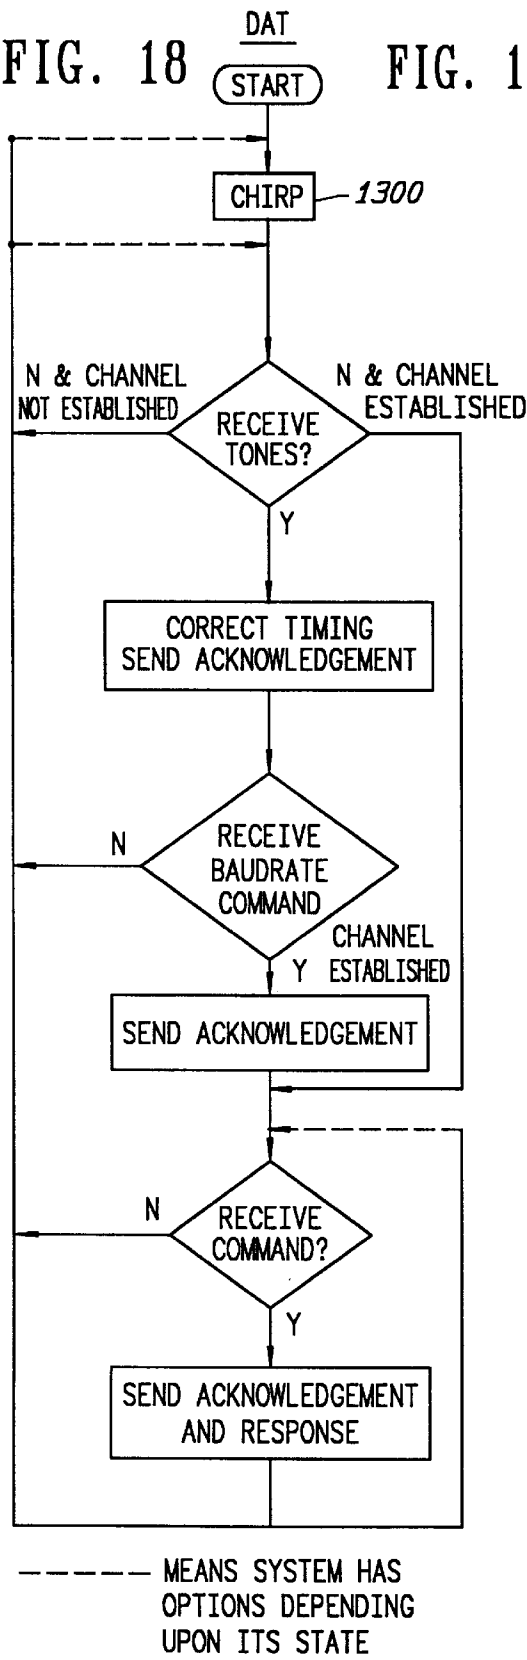 DAT
FIG. 18
FIG. 1
START
CHIRP
1300
N & CHANNEL
NOT ESTABLISHED
N & CHANNEL
ESTABLISHED
RECEIVE
TONES?
Y
CORRECT TIMING
SEND ACKNOWLEDGEMENT
N
RECEIVE
BAUDRATE
COMMAND
CHANNEL
Y ESTABLISHED
SEND ACKNOWLEDGEMENT
N
RECEIVE
COMMAND?
Y
SEND ACKNOWLEDGEMENT
AND RESPONSE
MEANS SYSTEM HAS
OPTIONS DEPENDING
UPON ITS STATE